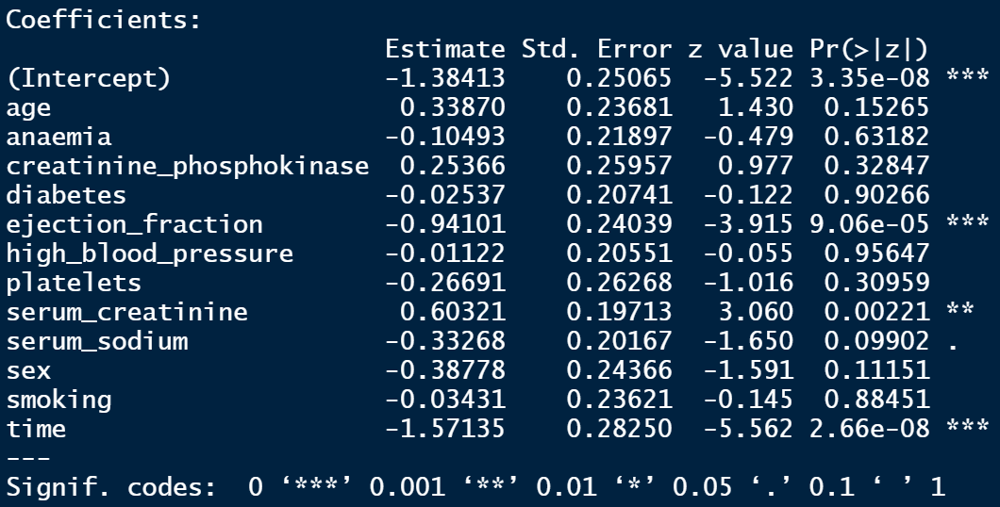 Coefficients:
                         Estimate Std. Error z value Pr(>|z|)
(Intercept)              -1.38413    0.25065  -5.522 3.35e-08 ***
age                       0.33870    0.23681   1.430  0.15265
anaemia                  -0.10493    0.21897  -0.479  0.63182
creatinine_phosphokinase  0.25366    0.25957   0.977  0.32847
diabetes                 -0.02537    0.20741  -0.122  0.90266
ejection_fraction        -0.94101    0.24039  -3.915 9.06e-05 ***
high_blood_pressure      -0.01122    0.20551  -0.055  0.95647
platelets                -0.26691    0.26268  -1.016  0.30959
serum_creatinine          0.60321    0.19713   3.060  0.00221 **
serum_sodium             -0.33268    0.20167  -1.650  0.09902 .
sex                      -0.38778    0.24366  -1.591  0.11151
smoking                  -0.03431    0.23621  -0.145  0.88451
time                     -1.57135    0.28250  -5.562 2.66e-08 ***
---
Signif. codes:  0 ‘***’ 0.001 ‘**’ 0.01 ‘*’ 0.05 ‘.’ 0.1 ‘ ’ 1